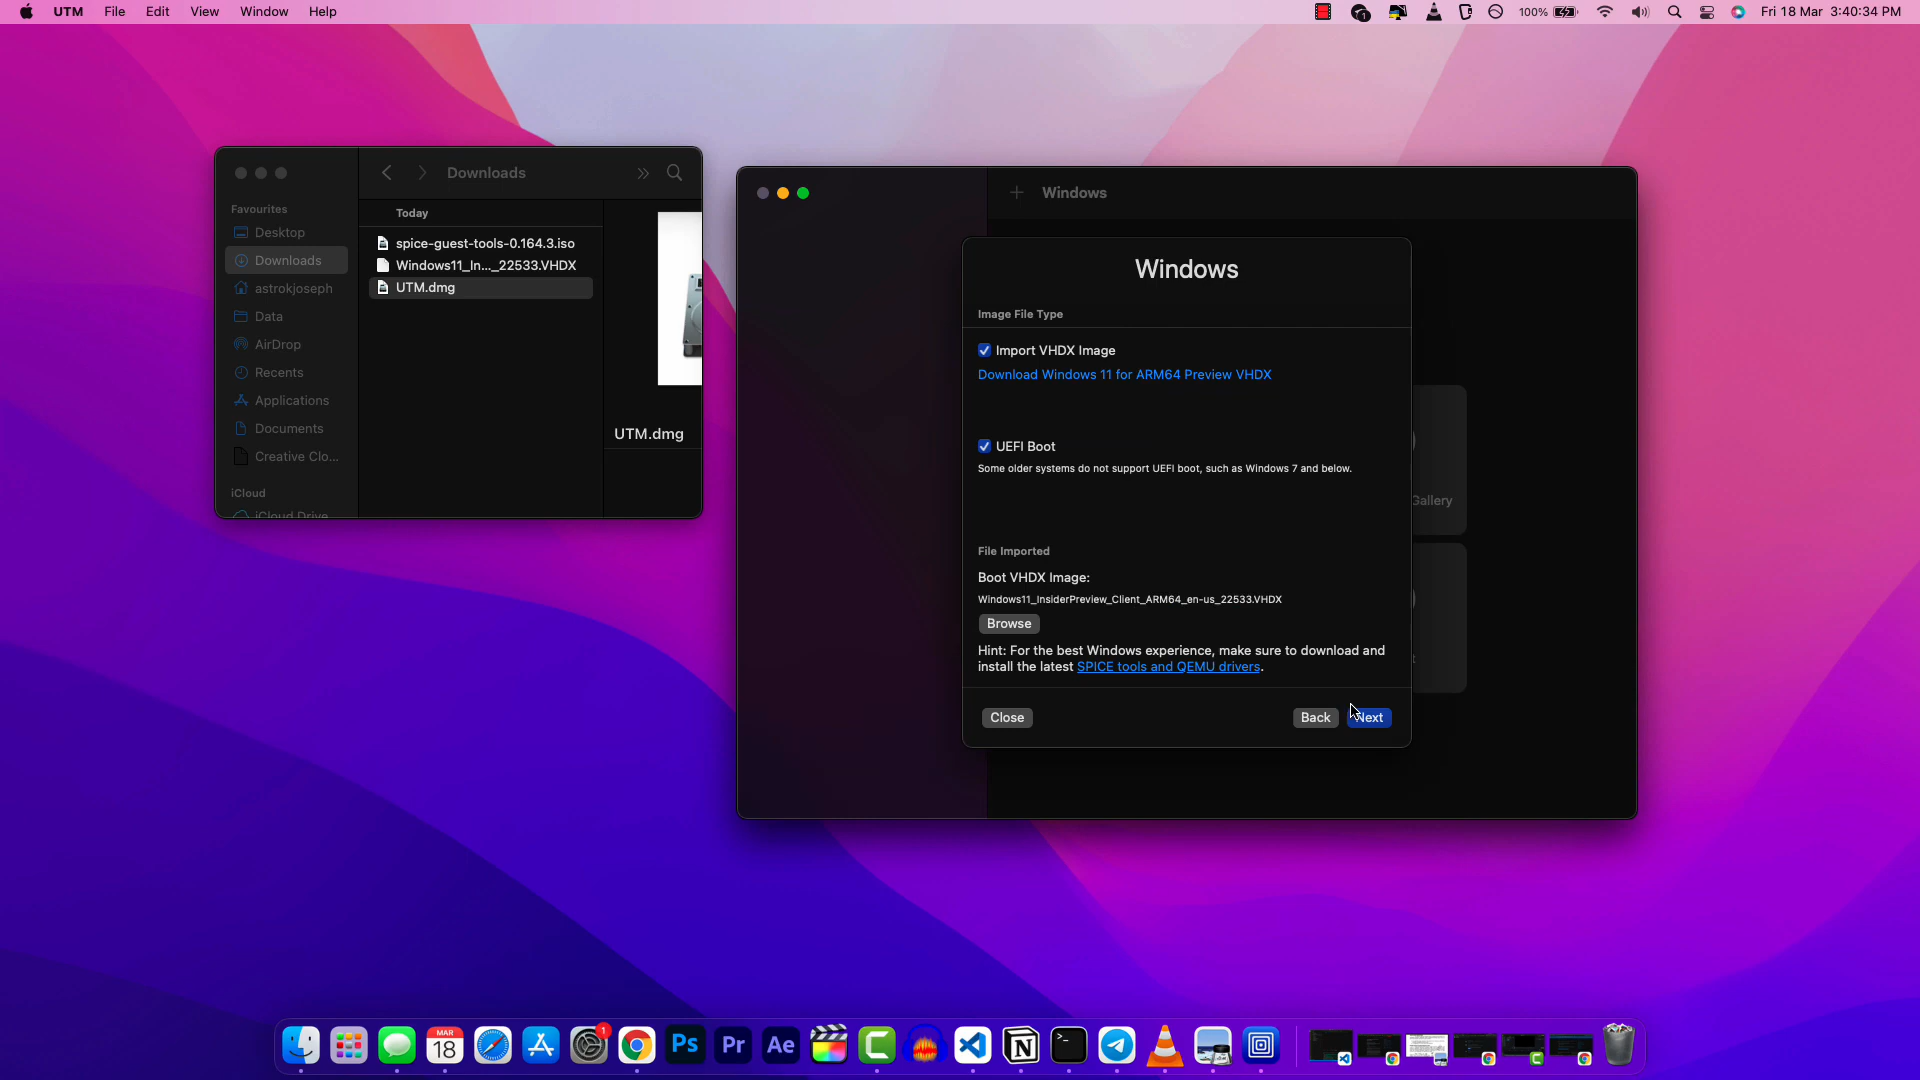 UTM File Edit View Window Help
1 100% Fri 18 Mar 3:40:34 PM
Downloads
Favourites
Desktop
Downloads
astrokjoseph
Data
AirDrop
Recents
Applications
Documents
Creative Clo...
iCloud
iCloud Drive
Today
spice-guest-tools-0.164.3.iso
Windows11_In..._22533.VHDX
UTM.dmg
UTM.dmg
Windows
Windows
Image File Type
Import VHDX Image
Download Windows 11 for ARM64 Preview VHDX
UEFI Boot
Some older systems do not support UEFI boot, such as Windows 7 and below.
File Imported
Boot VHDX Image:
Windows11_InsiderPreview_Client_ARM64_en-us_22533.VHDX
Browse
Hint: For the best Windows experience, make sure to download and
install the latest SPICE tools and QEMU drivers.
Close Back Next
Gallery
MAR
18
1
Ps Pr Ae